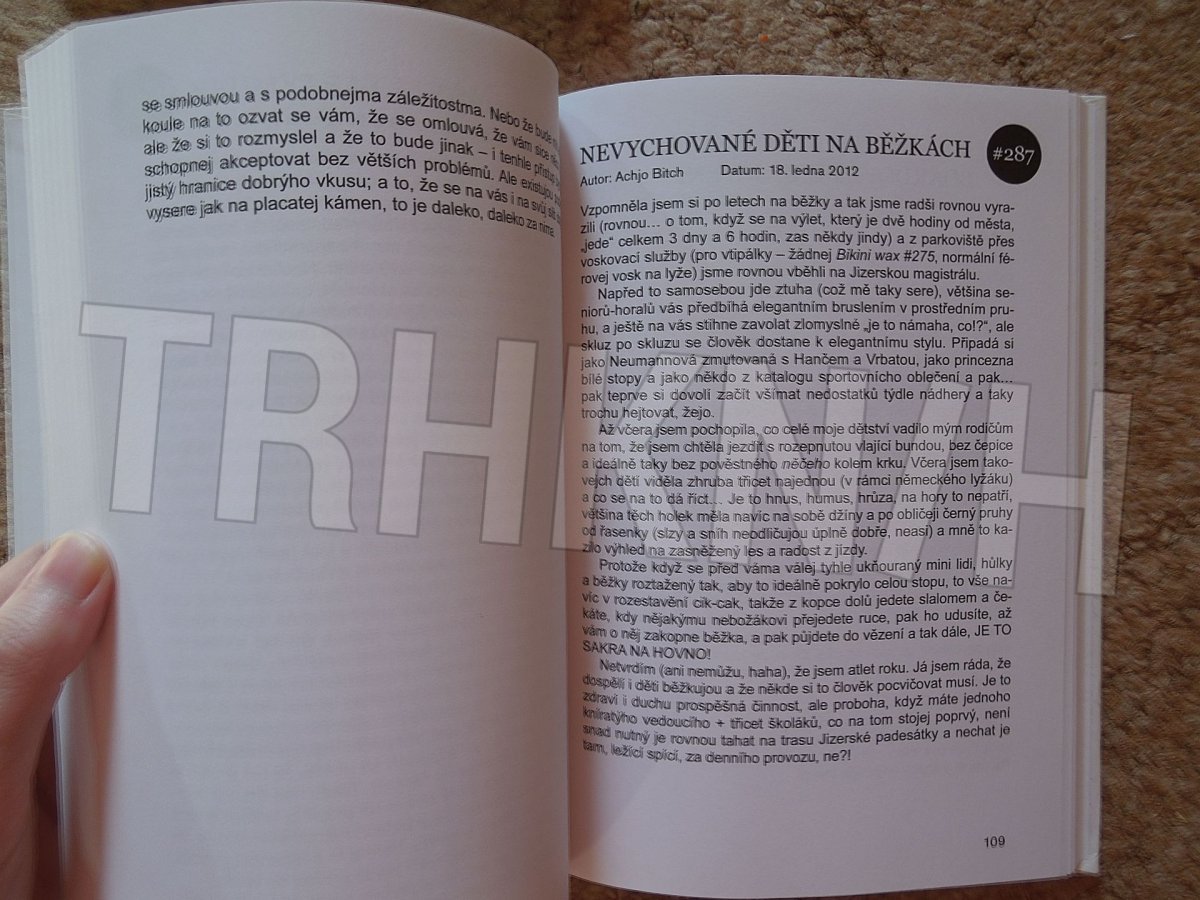 se smlouvou a s podobnejma záležitostma. Nebo že bude
koule na to ozvat se vám, že se omlouvá, že vám sice
ale že si to rozmyslel a že to bude jinak – i tenhle přístup
schopnej akceptovat bez větších problémů. Ale existujou
jistý hranice dobrýho vkusu; a to, že se na vás i na svůj
vysere jak na placatej kámen, to je daleko, daleko za nima.
NEVYCHOVANÉ DĚTI NA BĚŽKÁCH
#287
Autor: Achjo Bitch Datum: 18. ledna 2012
Vzpomněla jsem si po letech na běžky a tak jsme radši rovnou vyra-
zili (rovnou... o tom, když se na výlet, který je dvě hodiny od města,
„jede“ celkem 3 dny a 6 hodin, zas někdy jindy) a z parkoviště přes
voskovací služby (pro vtipálky – žádnej Bikini wax #275, normální fé-
rovej vosk na lyže) jsme rovnou vběhli na Jizerskou magistrálu.
Napřed to samosebou jde ztuha (což mě taky sere), většina se-
niorů-horalů vás předbíhá elegantním bruslením v prostředním pru-
hu, a ještě na vás stihne zavolat zlomyslně „je to námaha, co!?“, ale
skluz po skluzu se člověk dostane k elegantnímu stylu. Připadá si
jako Neumannová zmutovaná s Hančem a Vrbatou, jako princezna
bílé stopy a jako někdo z katalogu sportovního oblečení a pak...
pak teprve si dovolí začít všímat nedostatků týdle nádhery a taky
trochu hejtovat, žejo.
Až včera jsem pochopila, co celé moje dětství vadilo mým rodičům
na tom, že jsem chtěla jezdit s rozepnutou vlající bundou, bez čepice
a ideálně taky bez pověstného něčeho kolem krku. Včera jsem tako-
vejch dětí viděla zhruba třicet najednou (v rámci německého lyžáku)
a co se na to dá říct... Je to hnus, humus, hrůza, na hory to nepatří,
většina těch holek měla navíc na sobě džíny a po obličeji černý pruhy
od řasenky (slzy a sníh neodličujou úplně dobře, neasi) a mně to ka-
zilo výhled na zasněžený les a radost z jízdy.
Protože když se před váma válej tyhle ukňouraný mini lidi, hůlky
a běžky roztažený tak, aby to ideálně pokrylo celou stopu, to vše na-
víc v rozestavění cik-cak, takže z kopce dolů jedete slalomem a če-
káte, kdy nějakýmu nebožákovi přejedete ruce, pak ho udusíte, až
vám o něj zakopne běžka, a pak půjdete do vězení a tak dále, JE TO
SAKRA NA HOVNO!
Netvrdím (ani nemůžu, haha), že jsem atlet roku. Já jsem ráda, že
dospělí i děti běžkujou a že někde si to člověk pocvičovat musí. Je to
zdraví i duchu prospěšná činnost, ale proboha, když máte jednoho
kníratýho vedoucího + třicet školáků, co na tom stojej poprvý, není
snad nutný je rovnou tahat na trasu Jizerské padesátky a nechat je
tam, ležící spící, za denního provozu, ne?!
109
TRHKNIH